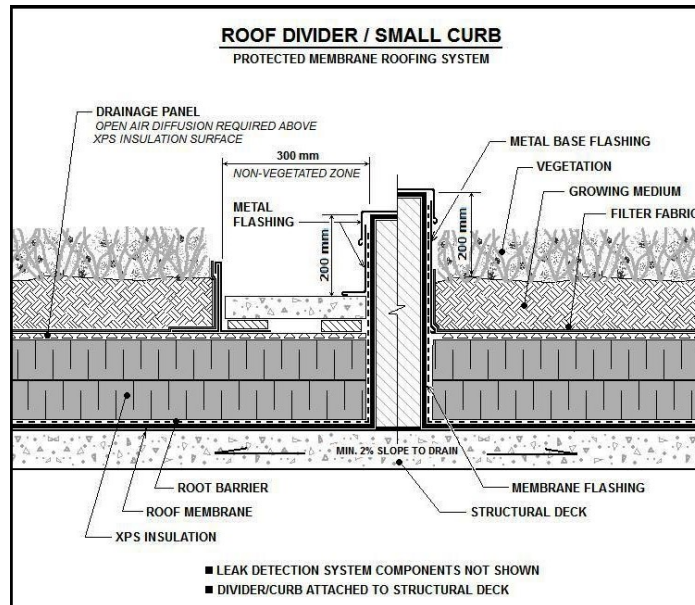 ROOF DIVIDER / SMALL CURB
PROTECTED MEMBRANE ROOFING SYSTEM
DRAINAGE PANEL
OPEN AIR DIFFUSION REQUIRED ABOVE
XPS INSULATION SURFACE
300 mm
NON-VEGETATED ZONE
METAL
FLASHING
200 mm
METAL BASE FLASHING
VEGETATION
GROWING MEDIUM
FILTER FABRIC
200 mm
MIN. 2% SLOPE TO DRAIN
ROOT BARRIER
ROOF MEMBRANE
XPS INSULATION
MEMBRANE FLASHING
STRUCTURAL DECK
■ LEAK DETECTION SYSTEM COMPONENTS NOT SHOWN
■ DIVIDER/CURB ATTACHED TO STRUCTURAL DECK